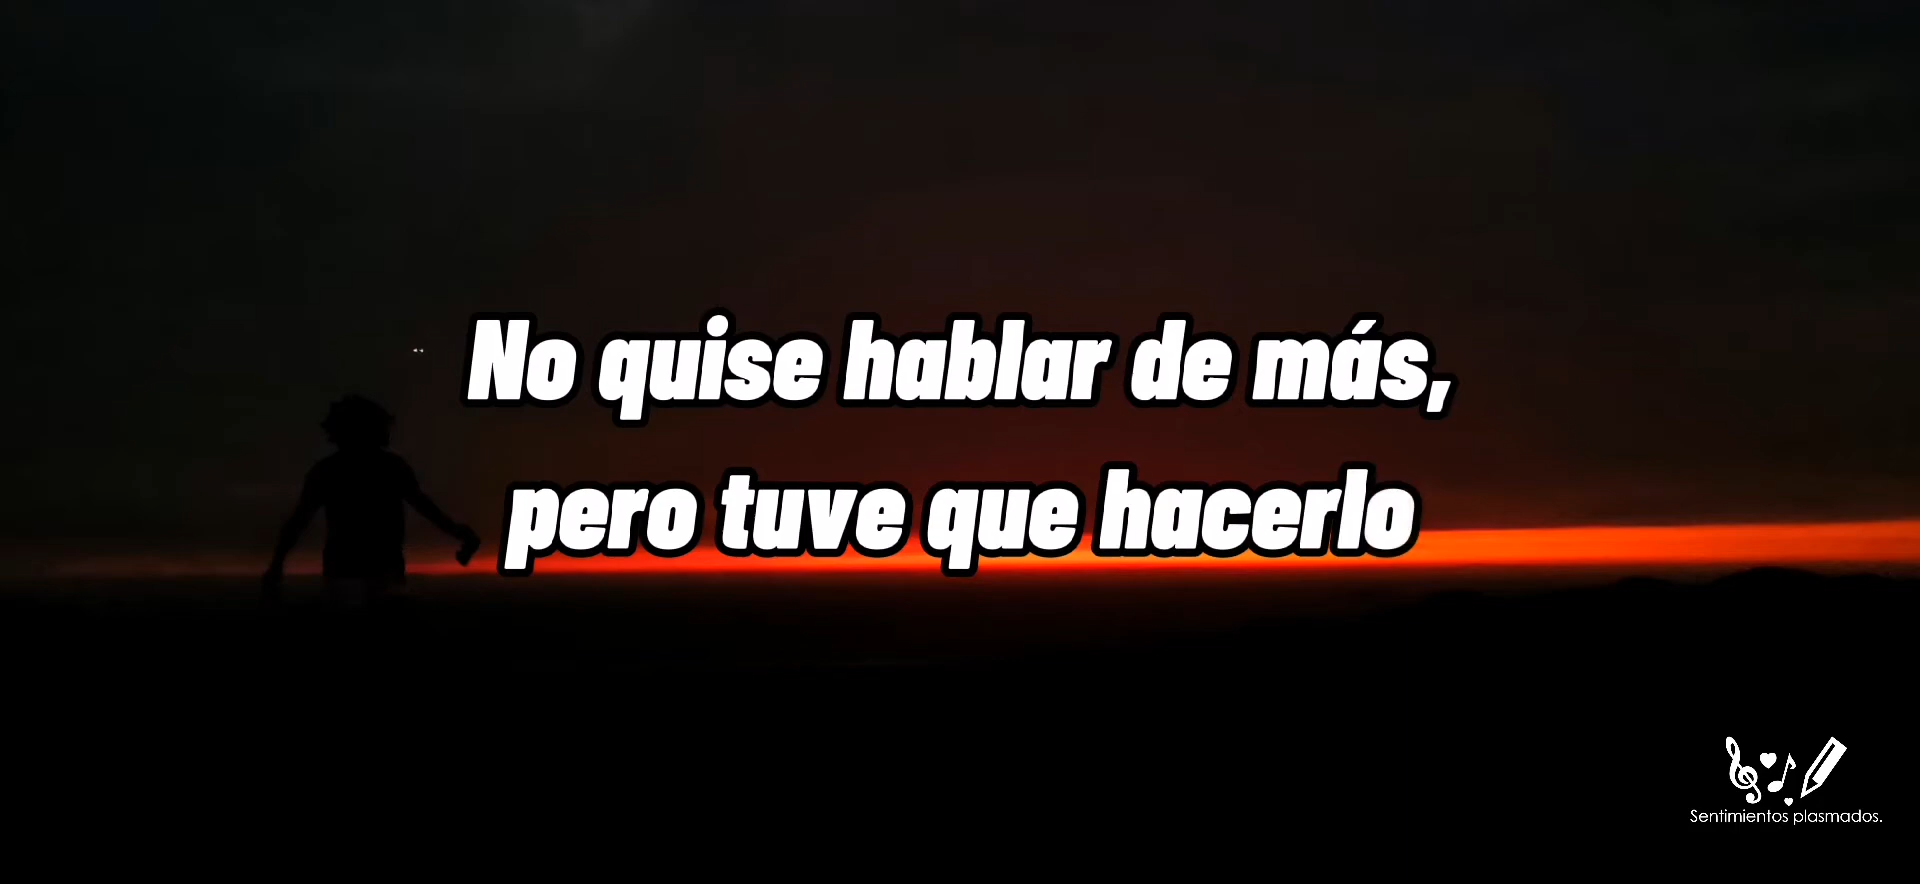 No quise hablar de más,
pero tuve que hacerlo
Sentimientos plasmados.